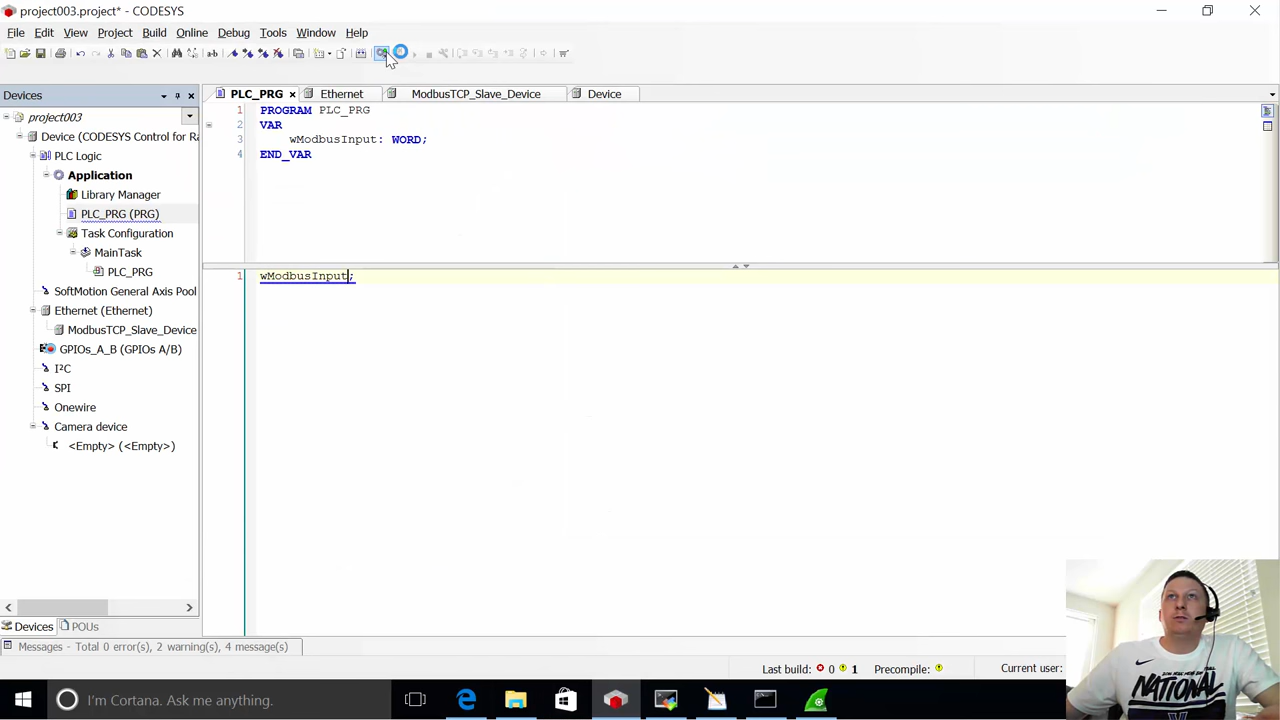 project003.project* - CODESYS
File Edit View Project Build Online Debug Tools Window Help
Devices
project003
Device (CODESYS Control for Ra
PLC Logic
Application
Library Manager
PLC_PRG (PRG)
Task Configuration
MainTask
PLC_PRG
SoftMotion General Axis Pool
Ethernet (Ethernet)
ModbusTCP_Slave_Device
GPIOs_A_B (GPIOs A/B)
I²C
SPI
Onewire
Camera device
<Empty> (<Empty>)
Devices POUs
PLC_PRG Ethernet ModbusTCP_Slave_Device Device
1 PROGRAM PLC_PRG
2 VAR
3 wModbusInput: WORD;
4 END_VAR
1 wModbusInput;
Messages - Total 0 error(s), 2 warning(s), 4 message(s)
Last build: 0 1 Precompile: Current user:
I'm Cortana. Ask me anything.
NATIONAL